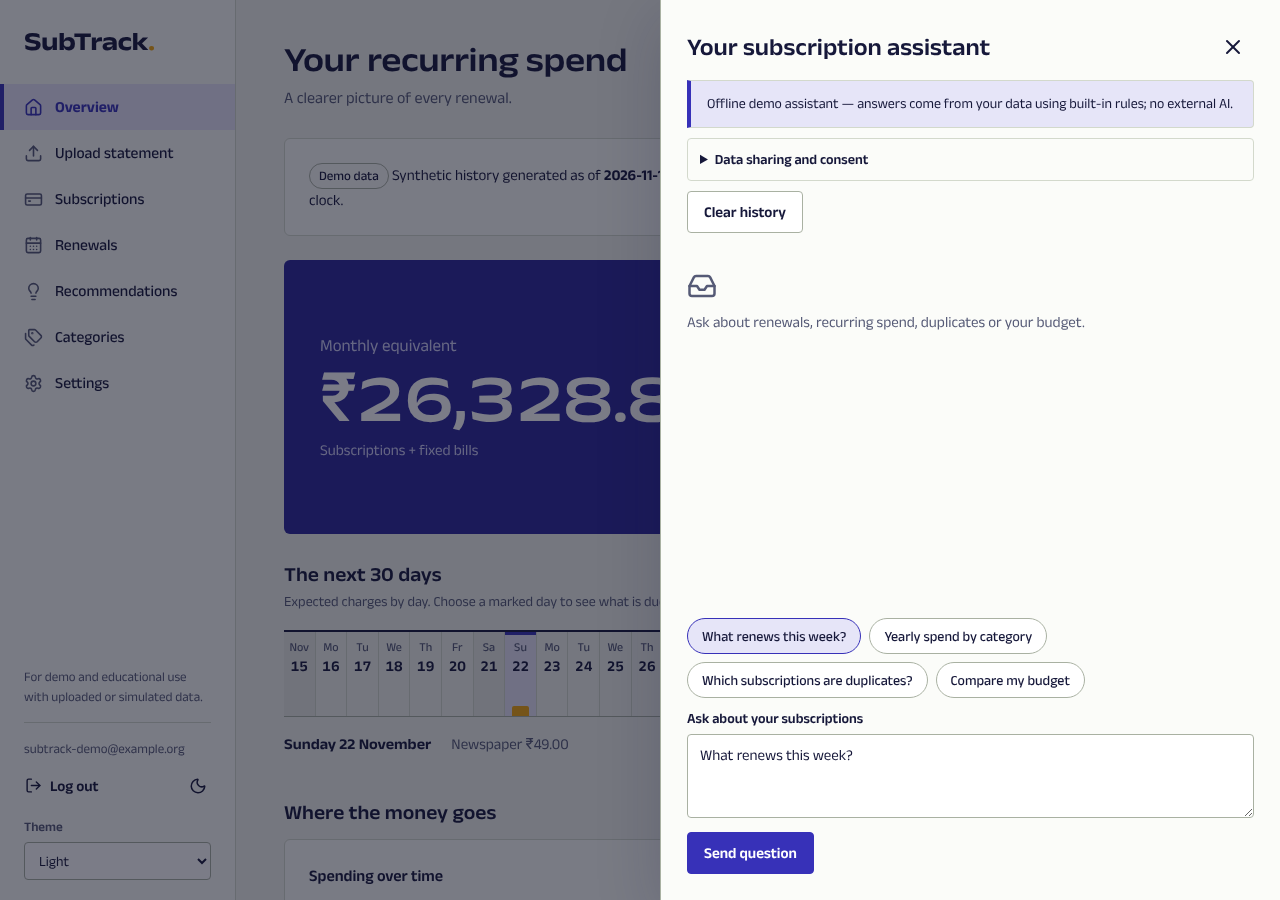 SubTrack.
Overview
Upload statement
Subscriptions
Renewals
Recommendations
Categories
Settings
For demo and educational use
with uploaded or simulated data.
subtrack-demo@example.org
Log out
Theme
Light
Your recurring spend
A clearer picture of every renewal.
Demo data Synthetic history generated as of 2026-11-
clock.
Monthly equivalent
₹26,328.8
Subscriptions + fixed bills
The next 30 days
Expected charges by day. Choose a marked day to see what is du
Nov Mo Tu We Th Fr Sa Su Mo Tu We Th
15 16 17 18 19 20 21 22 23 24 25 26
Sunday 22 November Newspaper ₹49.00
Where the money goes
Spending over time
Your subscription assistant
Offline demo assistant — answers come from your data using built-in rules; no external AI.
Data sharing and consent
Clear history
Ask about renewals, recurring spend, duplicates or your budget.
What renews this week? Yearly spend by category
Which subscriptions are duplicates? Compare my budget
Ask about your subscriptions
What renews this week?
Send question